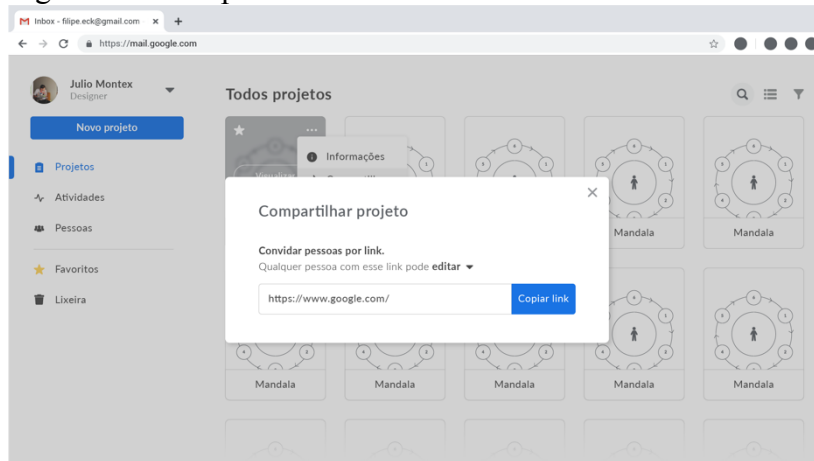 Inbox - filipe.eck@gmail.com
https://mail.google.com
Julio Montex
Designer
Novo projeto
Projetos
Atividades
Pessoas
Favoritos
Lixeira
Todos projetos
Informações
Visualizar
Compartilhar projeto
Convidar pessoas por link.
Qualquer pessoa com esse link pode editar
https://www.google.com/
Copiar link
Mandala
Mandala
Mandala
Mandala
Mandala
Mandala
Mandala